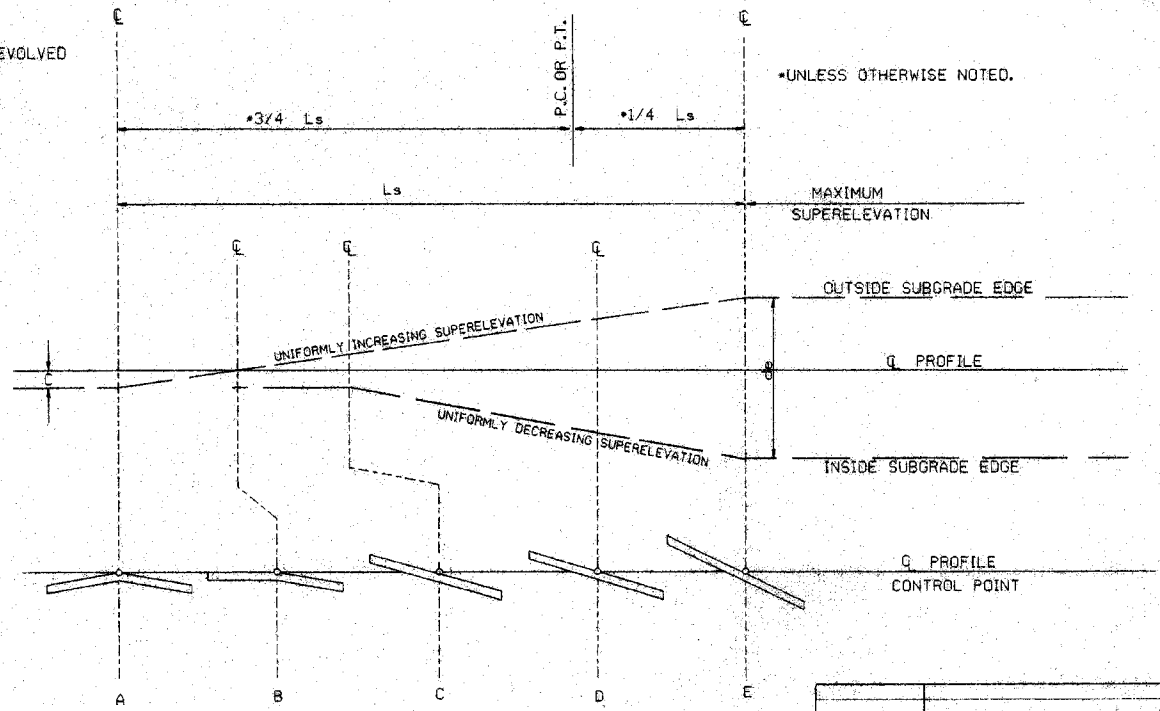 ℄
℄
EVOLVED
P.C. OR P.T.
*UNLESS OTHERWISE NOTED.
*3/4 Ls
*1/4 Ls
Ls
MAXIMUM
SUPERELEVATION
℄
℄
℄
OUTSIDE SUBGRADE EDGE
UNIFORMLY INCREASING SUPERELEVATION
℄ PROFILE
C
UNIFORMLY DECREASING SUPERELEVATION
INSIDE SUBGRADE EDGE
℄ PROFILE
CONTROL POINT
A
B
C
D
E